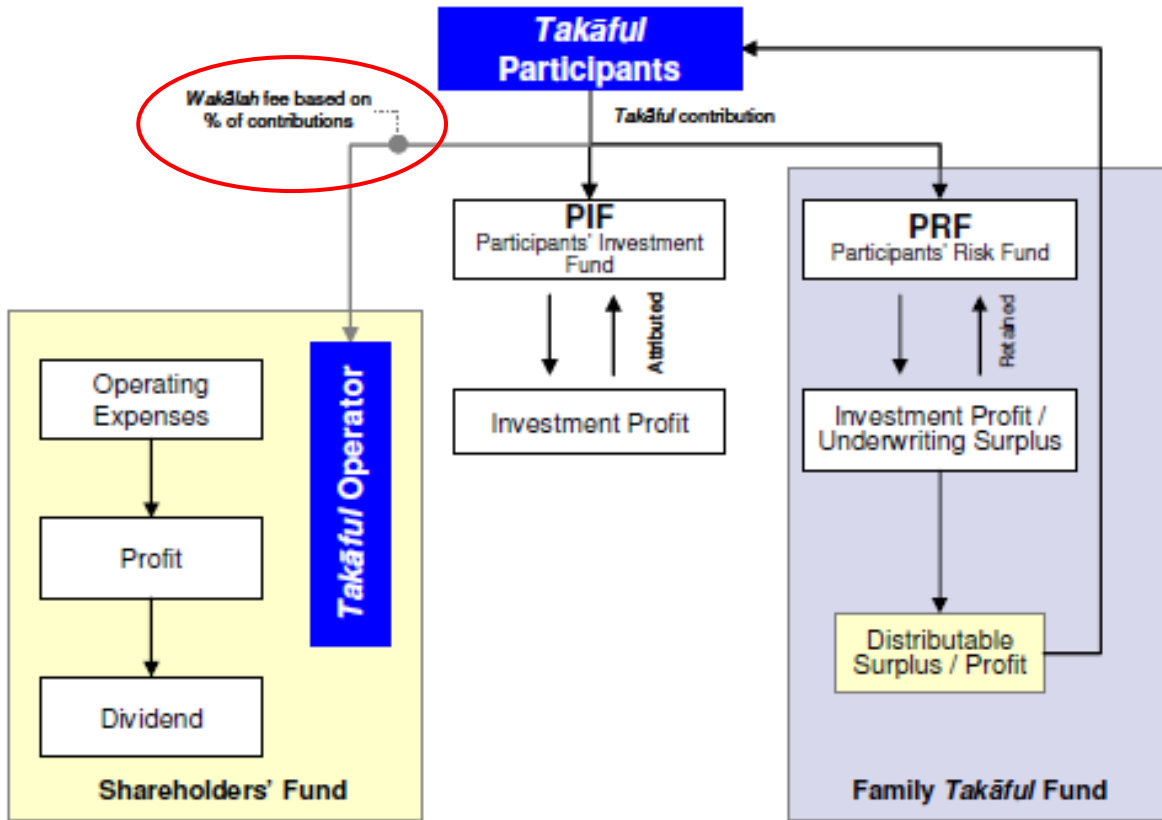 Takāful
Participants
Wakālah fee based on
% of contributions
Takāful contribution
PIF
Participants' Investment
Fund
PRF
Participants' Risk Fund
Attributed
Retained
Operating
Expenses
Takāful Operator
Investment Profit
Investment Profit /
Underwriting Surplus
Profit
Distributable
Surplus / Profit
Dividend
Shareholders' Fund
Family Takāful Fund